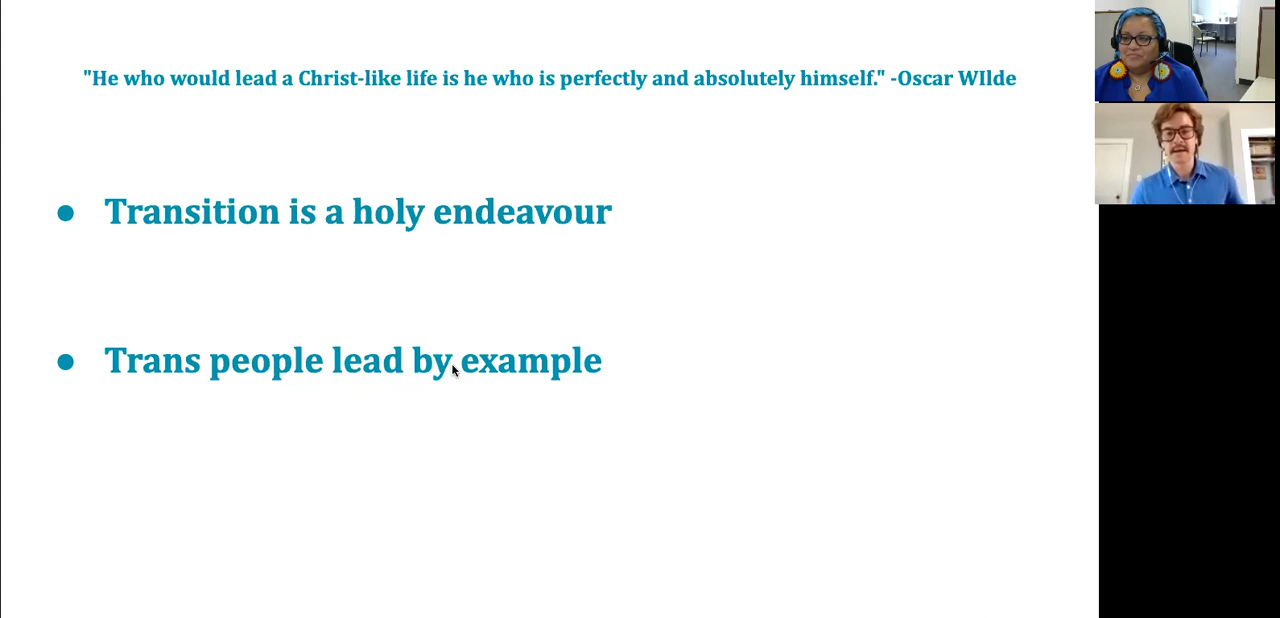 "He who would lead a Christ-like life is he who is perfectly and absolutely himself." -Oscar WIlde
● Transition is a holy endeavour
● Trans people lead by example